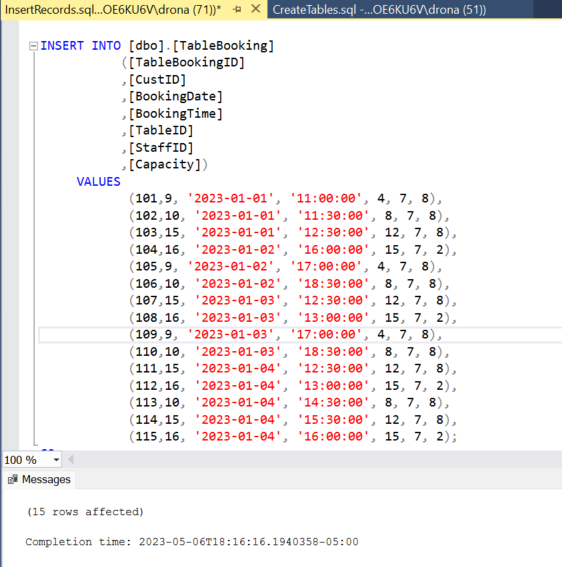 InsertRecords.sql...OE6KU6V\drona (71))* CreateTables.sql -...OE6KU6V\drona (51))
INSERT INTO [dbo].[TableBooking]
([TableBookingID]
,[CustID]
,[BookingDate]
,[BookingTime]
,[TableID]
,[StaffID]
,[Capacity])
VALUES
(101,9, '2023-01-01', '11:00:00', 4, 7, 8),
(102,10, '2023-01-01', '11:30:00', 8, 7, 8),
(103,15, '2023-01-01', '12:30:00', 12, 7, 8),
(104,16, '2023-01-02', '16:00:00', 15, 7, 2),
(105,9, '2023-01-02', '17:00:00', 4, 7, 8),
(106,10, '2023-01-02', '18:30:00', 8, 7, 8),
(107,15, '2023-01-03', '12:30:00', 12, 7, 8),
(108,16, '2023-01-03', '13:00:00', 15, 7, 2),
(109,9, '2023-01-03', '17:00:00', 4, 7, 8),
(110,10, '2023-01-03', '18:30:00', 8, 7, 8),
(111,15, '2023-01-04', '12:30:00', 12, 7, 8),
(112,16, '2023-01-04', '13:00:00', 15, 7, 2),
(113,10, '2023-01-04', '14:30:00', 8, 7, 8),
(114,15, '2023-01-04', '15:30:00', 12, 7, 8),
(115,16, '2023-01-04', '16:00:00', 15, 7, 2);
100 %
Messages
(15 rows affected)
Completion time: 2023-05-06T18:16:16.1940358-05:00